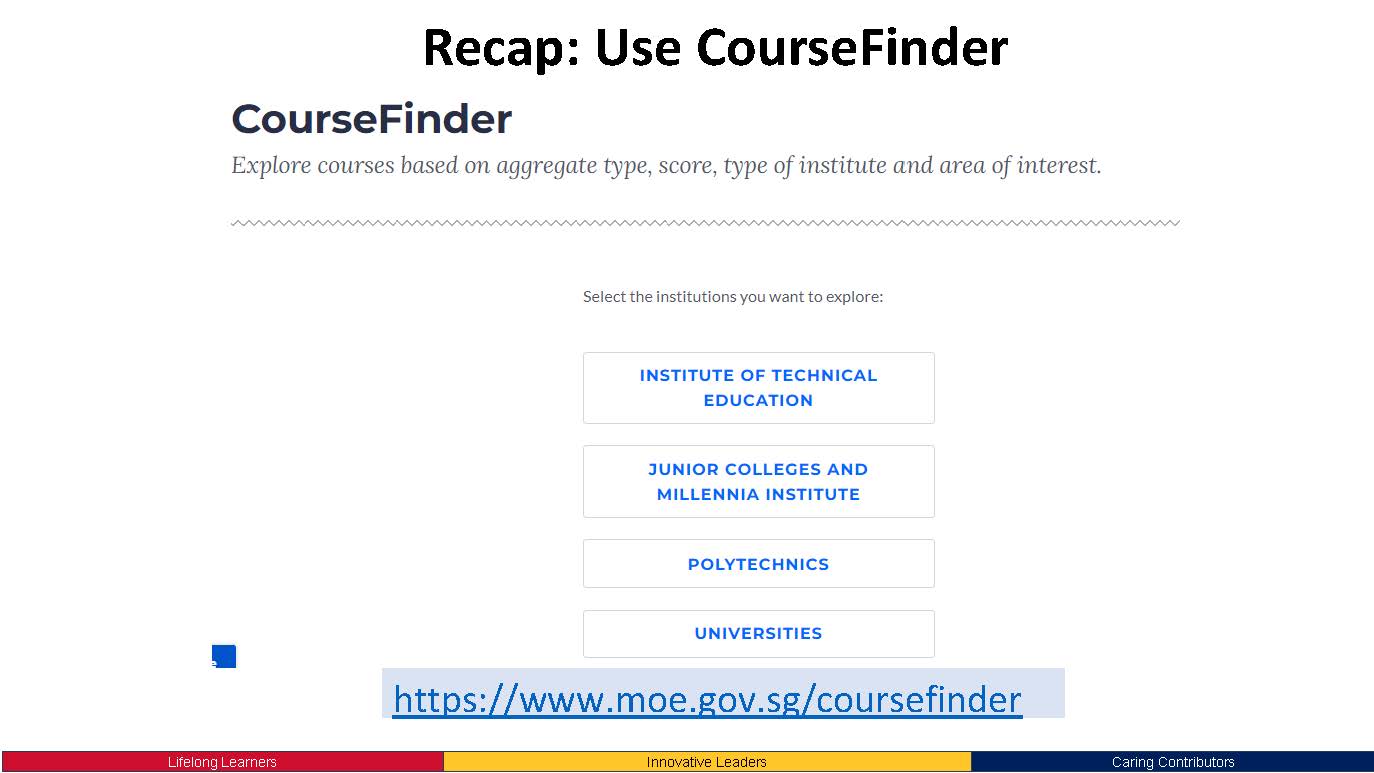 Recap: Use CourseFinder
CourseFinder
Explore courses based on aggregate type, score, type of institute and area of interest.
Select the institutions you want to explore:
INSTITUTE OF TECHNICAL
EDUCATION
JUNIOR COLLEGES AND
MILLENNIA INSTITUTE
POLYTECHNICS
UNIVERSITIES
https://www.moe.gov.sg/coursefinder
Lifelong Learners
Innovative Leaders
Caring Contributors